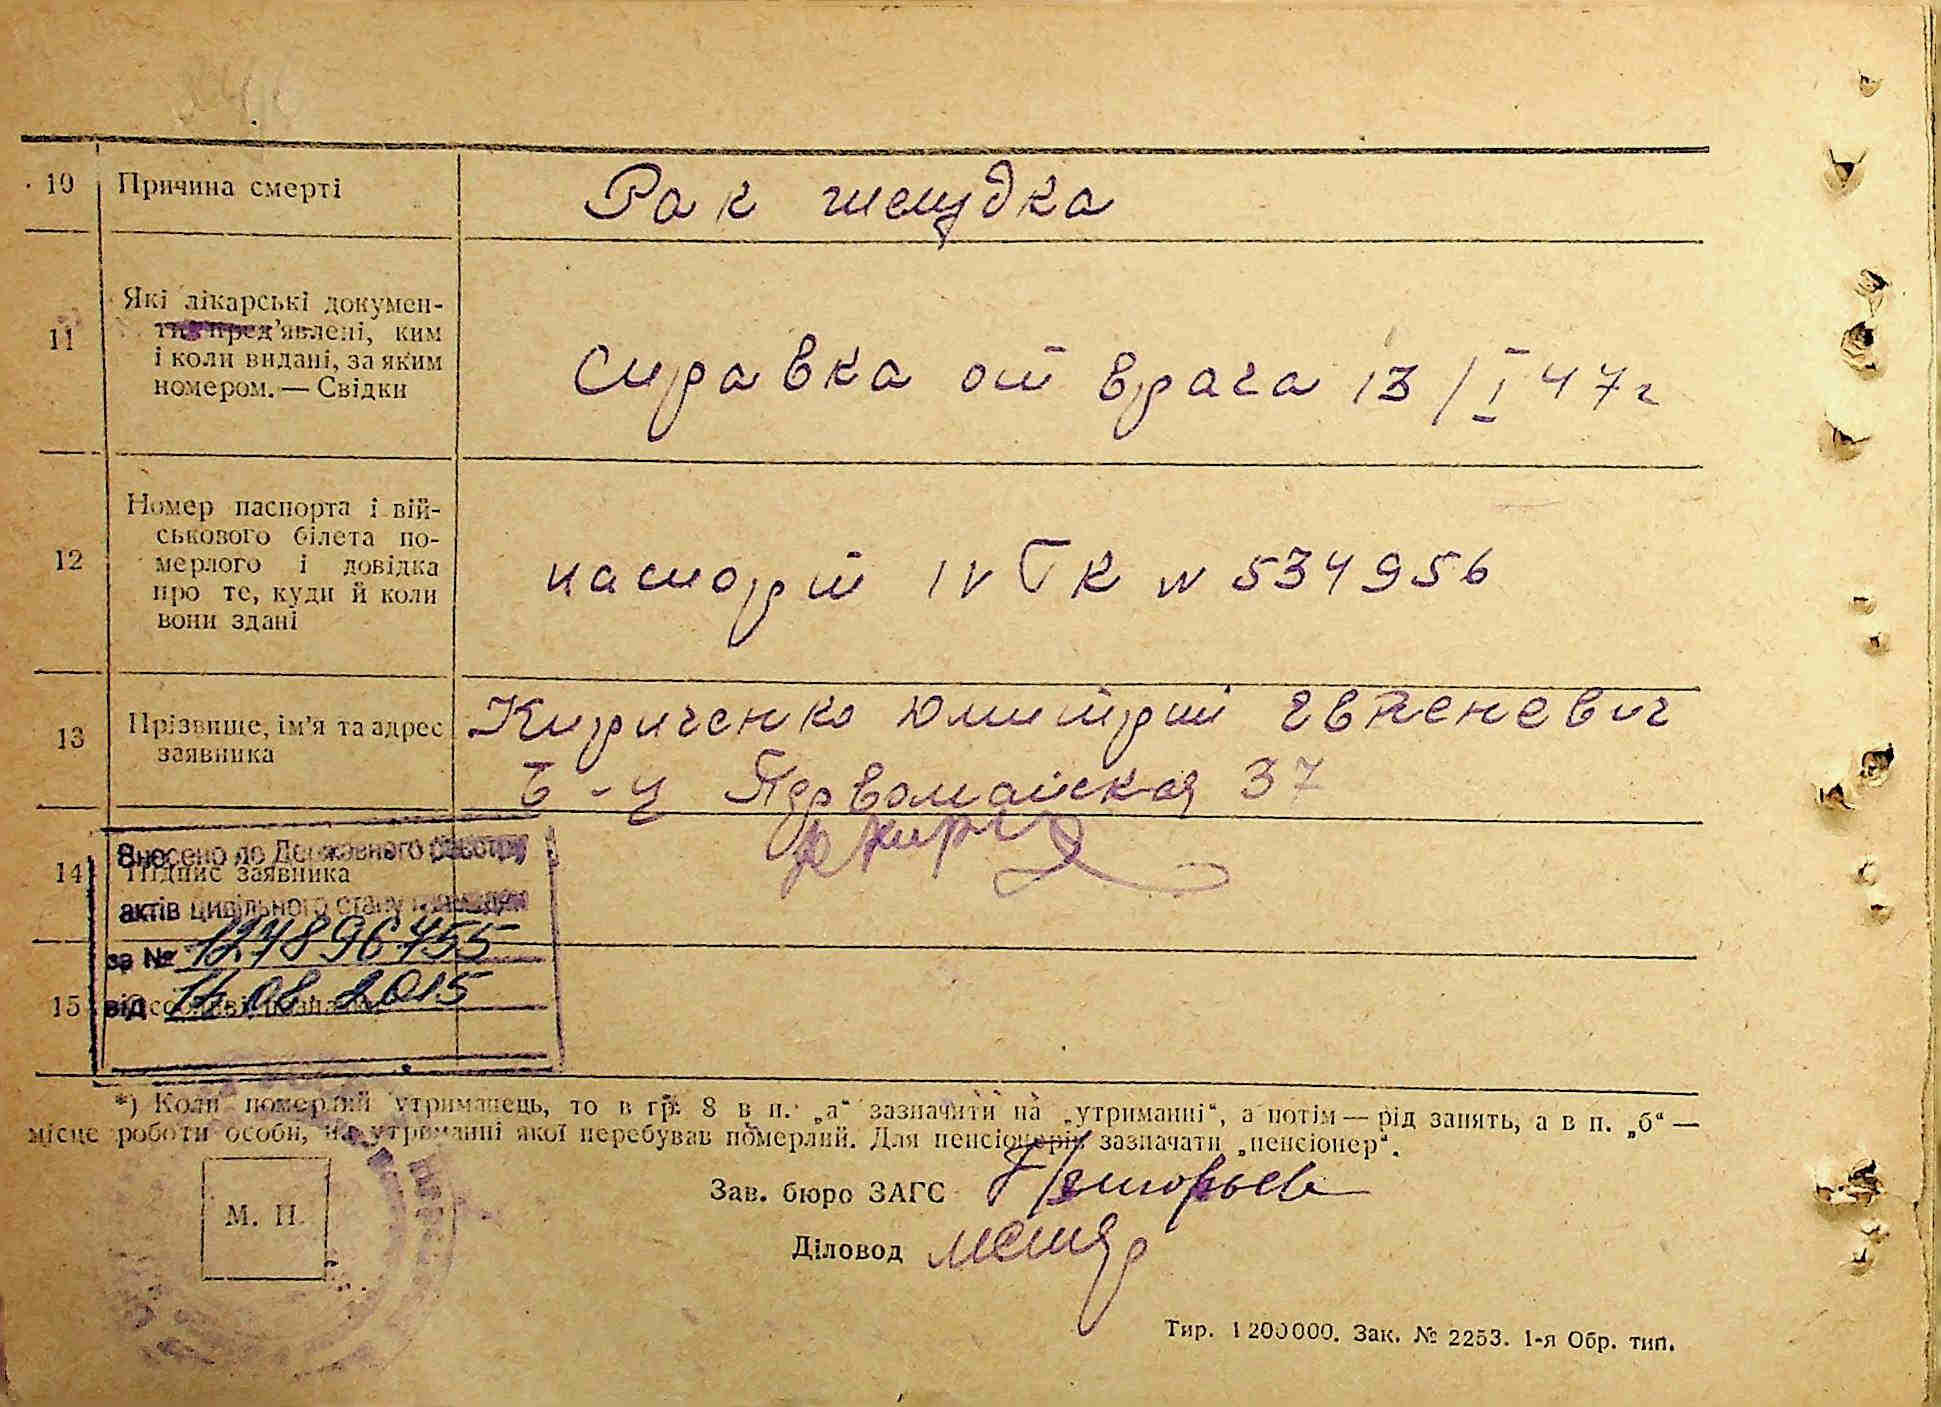 10 Причина смерті Рак желудка
11 Які лікарські докумен-
ти пред’явлені, ким
і коли видані, за яким
номером. — Свідки
Справка от врача 13/I 47г
12 Номер паспорта і вій-
ськового білета по-
мерлого і довідка
про те, куди й коли
вони здані
паспорт IV БК № 534956
13 Прізвище, ім’я та адрес
заявника
Кириченко Дмитрий Евгеневич
Б-Ц Первомайская 37
14 Підпис заявника
15
Внесено до Державного реєстру
актів цивільного стану громадян
за № 124896455
від 14.08.2015
*) Коли померлий утриманець, то в гр. 8 в п. „а“ зазначити на „утриманні“, а потім — рід занять, а в п. „б“ —
місце роботи особи, на утриманні якої перебував померлий. Для пенсіонерів зазначати „пенсіонер“.
М. П.
Зав. бюро ЗАГС
Діловод
Тир. 1200000. Зак. № 2253. 1-я Обр. тип.